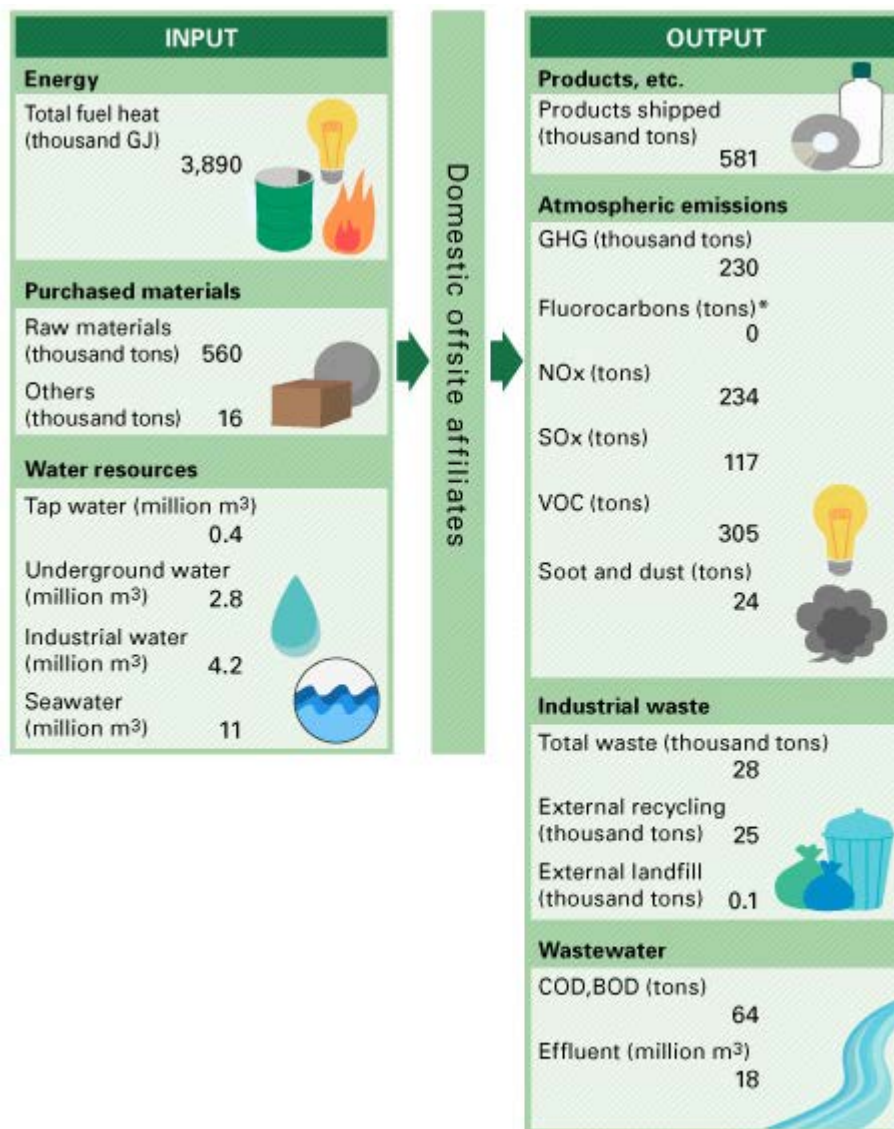 INPUT
Energy
Total fuel heat
(thousand GJ)
3,890
Purchased materials
Raw materials
(thousand tons) 560
Others
(thousand tons) 16
Water resources
Tap water (million m³)
0.4
Underground water
(million m³) 2.8
Industrial water
(million m³) 4.2
Seawater
(million m³) 11
Domestic offsite affiliates
OUTPUT
Products, etc.
Products shipped
(thousand tons)
581
Atmospheric emissions
GHG (thousand tons)
230
Fluorocarbons (tons)*
0
NOx (tons)
234
SOx (tons)
117
VOC (tons)
305
Soot and dust (tons)
24
Industrial waste
Total waste (thousand tons)
28
External recycling
(thousand tons) 25
External landfill
(thousand tons) 0.1
Wastewater
COD,BOD (tons)
64
Effluent (million m³)
18